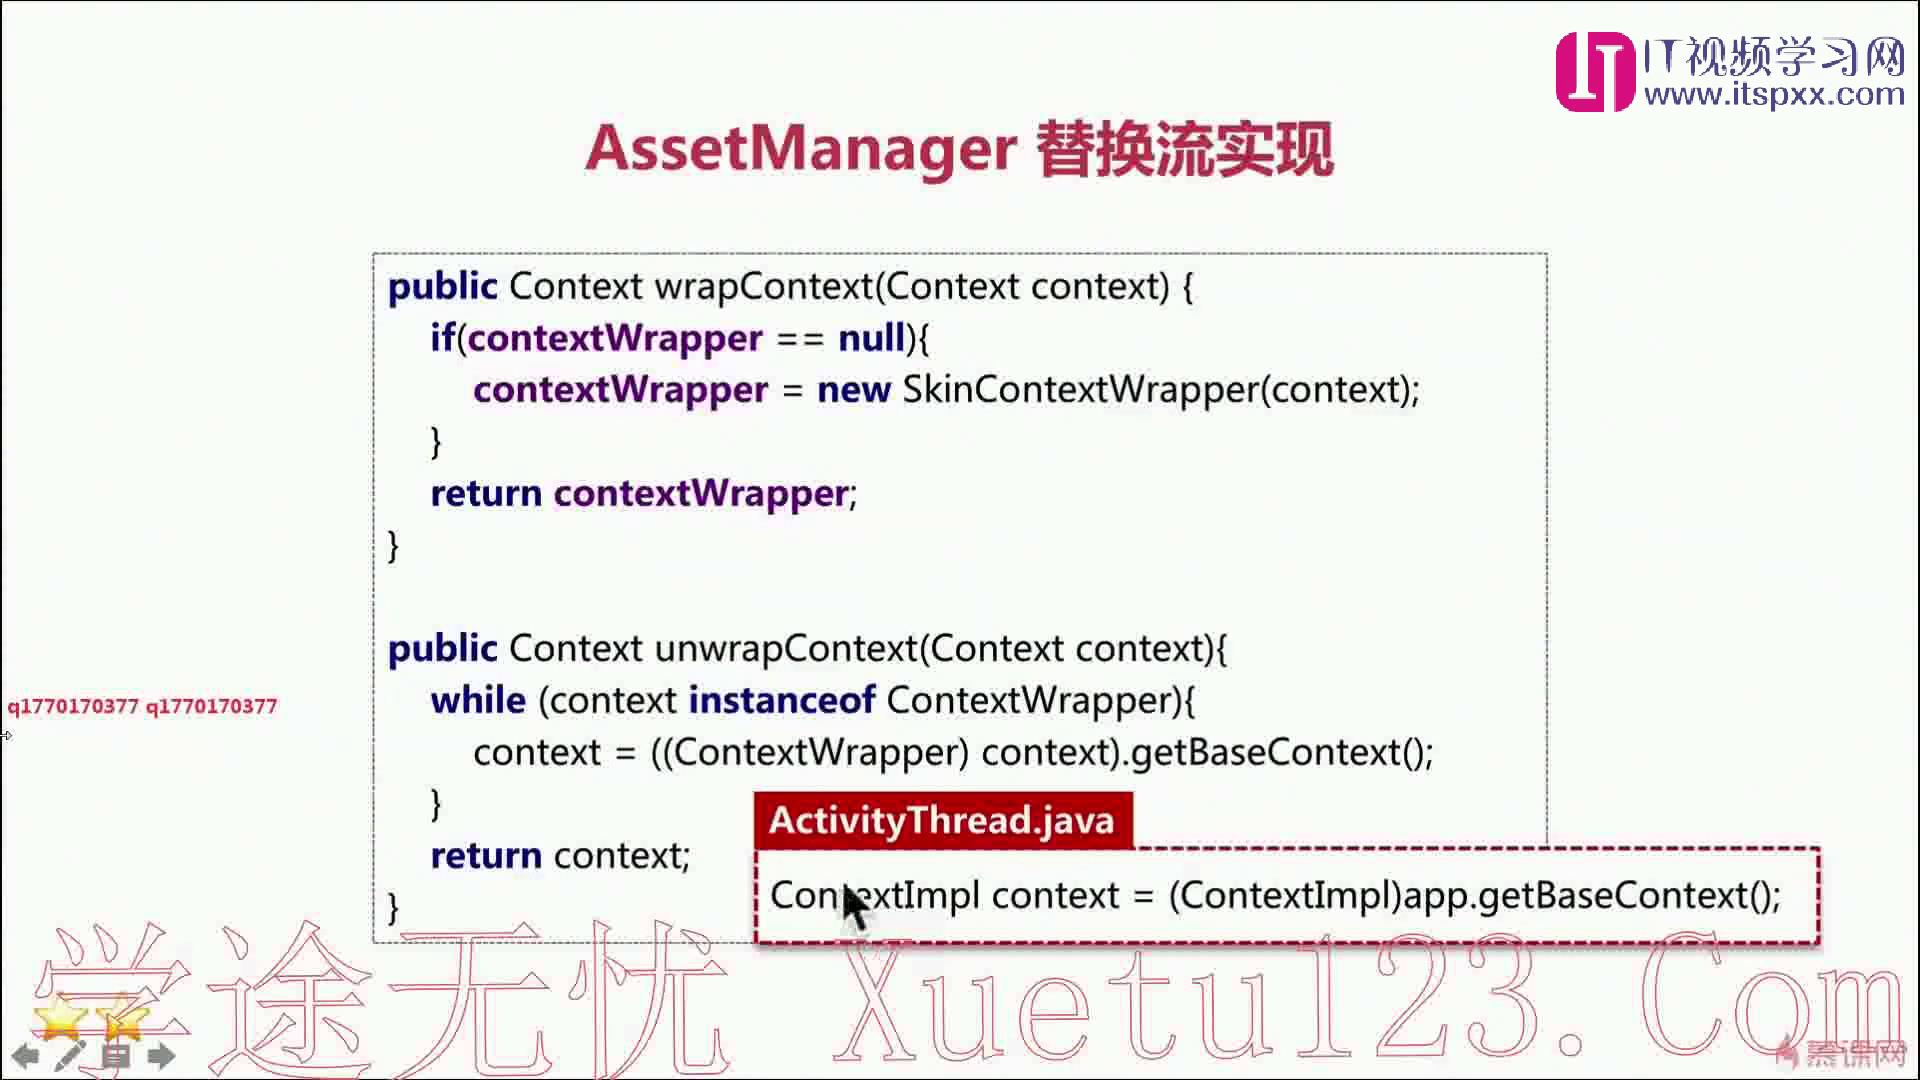 IT视频学习网
www.itspxx.com
AssetManager 替换流实现
public Context wrapContext(Context context) {
if(contextWrapper == null){
contextWrapper = new SkinContextWrapper(context);
}
return contextWrapper;
}
public Context unwrapContext(Context context){
while (context instanceof ContextWrapper){
context = ((ContextWrapper) context).getBaseContext();
}
return context;
}
ActivityThread.java
ContextImpl context = (ContextImpl)app.getBaseContext();
q1770170377 q1770170377
学途无忧 Xuetu123.Com
慕课网